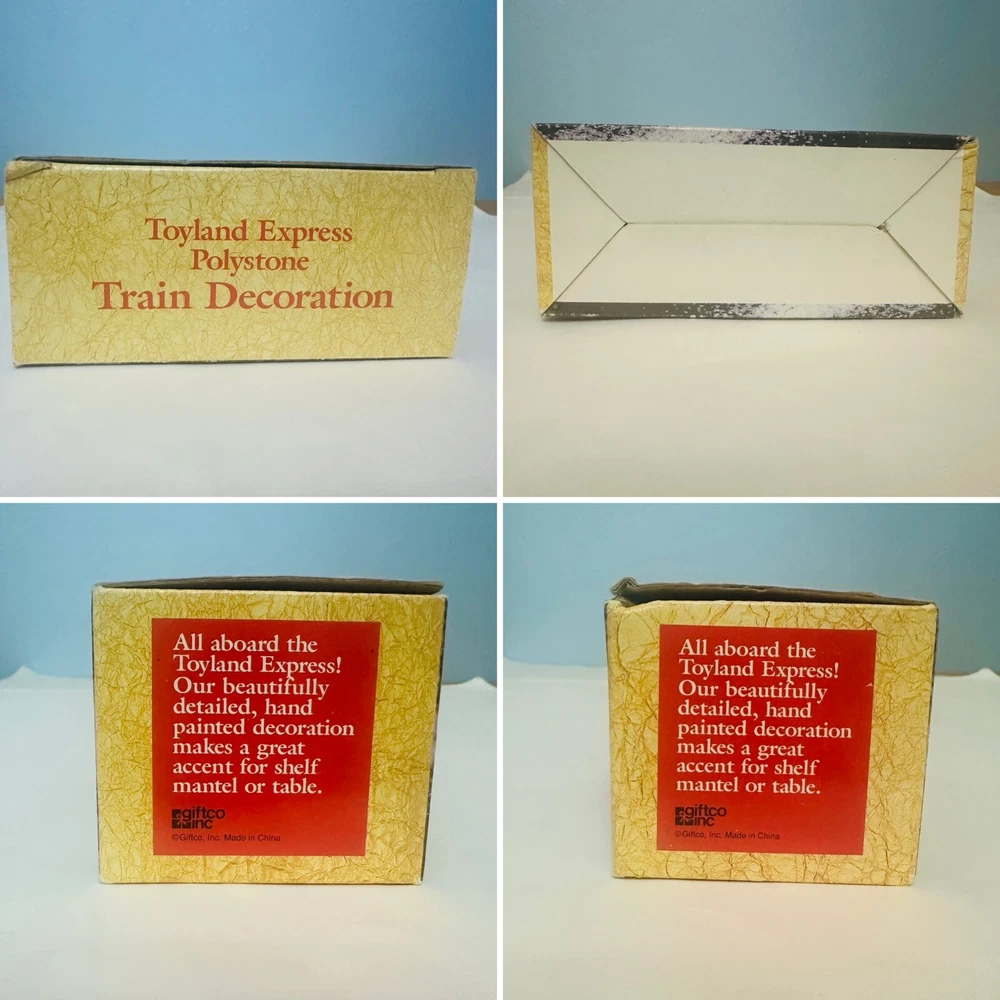 Toyland Express
Polystone
Train Decoration
All aboard the
Toyland Express!
Our beautifully
detailed, hand
painted decoration
makes a great
accent for shelf
mantel or table.
giftco
inc
©Giftco, Inc. Made in China
All aboard the
Toyland Express!
Our beautifully
detailed, hand
painted decoration
makes a great
accent for shelf
mantel or table.
giftco
inc
©Giftco, Inc. Made in China